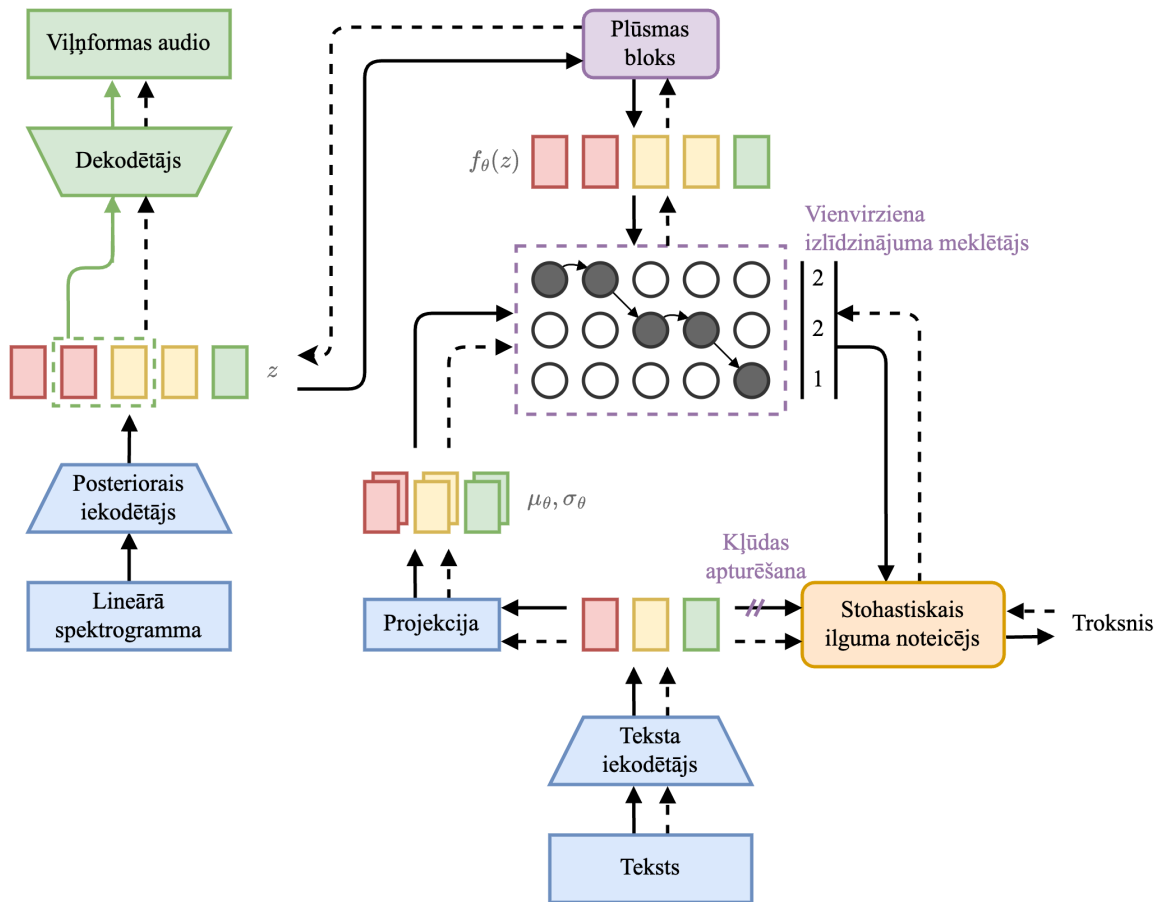 Viļņformas audio
Dekodētājs
z
Posteriorais
iekodētājs
Lineārā
spektrogramma
Plūsmas
bloks
fθ(z)
Vienvirziena
izlīdzinājuma meklētājs
2
2
1
μθ, σθ
Projekcija
Kļūdas
apturēšana
Stohastiskais
ilguma noteicējs
Troksnis
Teksta
iekodētājs
Teksts